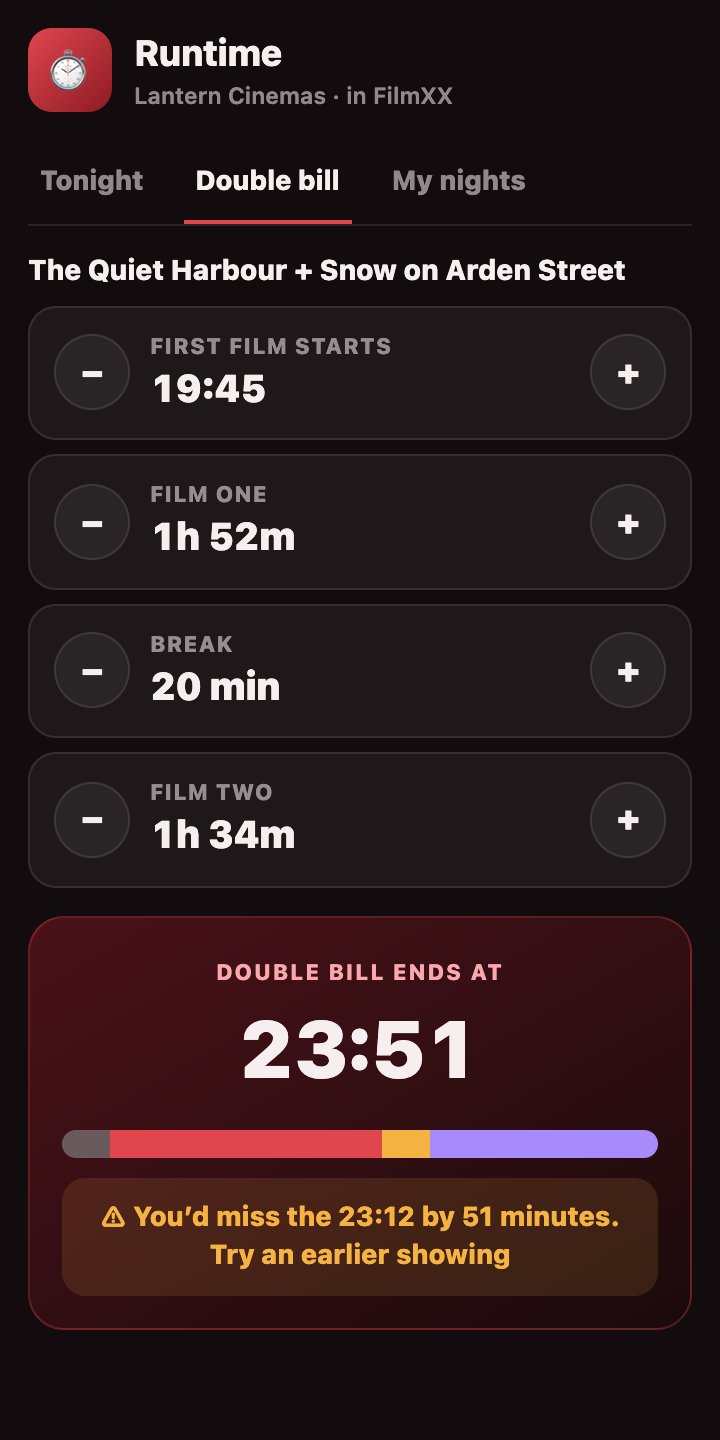 Runtime
Lantern Cinemas · in FilmXX
Tonight Double bill My nights
The Quiet Harbour + Snow on Arden Street
FIRST FILM STARTS
− 19:45 +
FILM ONE
− 1h 52m +
BREAK
− 20 min +
FILM TWO
− 1h 34m +
DOUBLE BILL ENDS AT
23:51
⚠ You’d miss the 23:12 by 51 minutes.
Try an earlier showing